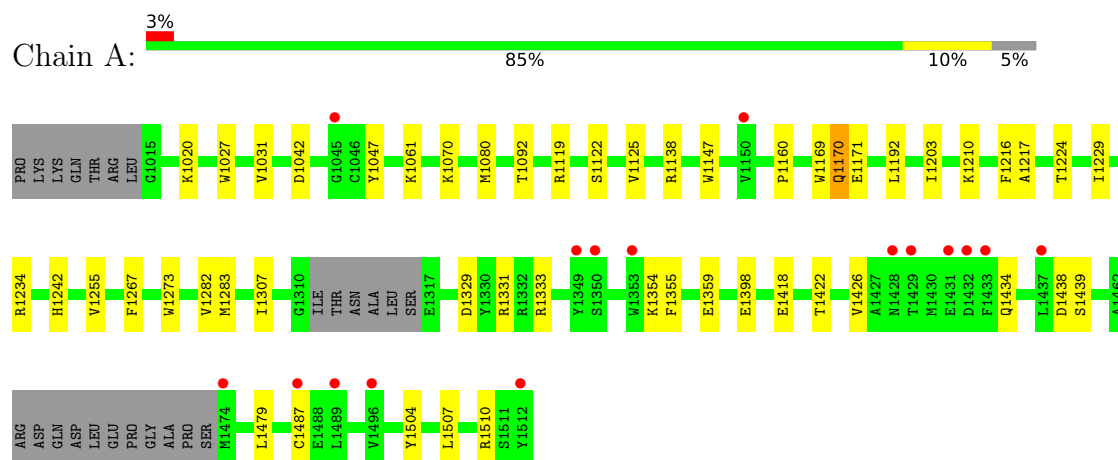 3%
Chain A:
85% 10% 5%
PRO LYS LYS GLN THR ARG LEU G1015 K1020 W1027 V1031 D1042 G1045 C1046 Y1047 K1061 K1070 M1080 T1092 R1119 S1122 V1125 R1138 W1147 V1150 P1160 W1169 Q1170 E1171 L1192 I1203 K1210 F1216 A1217 T1224 I1229
R1234 H1242 V1255 F1267 W1273 V1282 M1283 I1307 G1310 ILE THR ASN ALA LEU SER E1317 D1329 Y1330 R1331 R1332 R1333 Y1349 S1350 W1353 K1354 F1355 E1359 E1398 E1418 T1422 V1426 A1427 N1428 T1429 M1430 E1431 D1432 F1433 Q1434 L1437 D1438 S1439 A1462
ARG ASP GLN ASP LEU GLU PRO GLY ALA PRO SER M1474 L1479 C1487 E1488 L1489 V1496 Y1504 L1507 R1510 S1511 Y1512